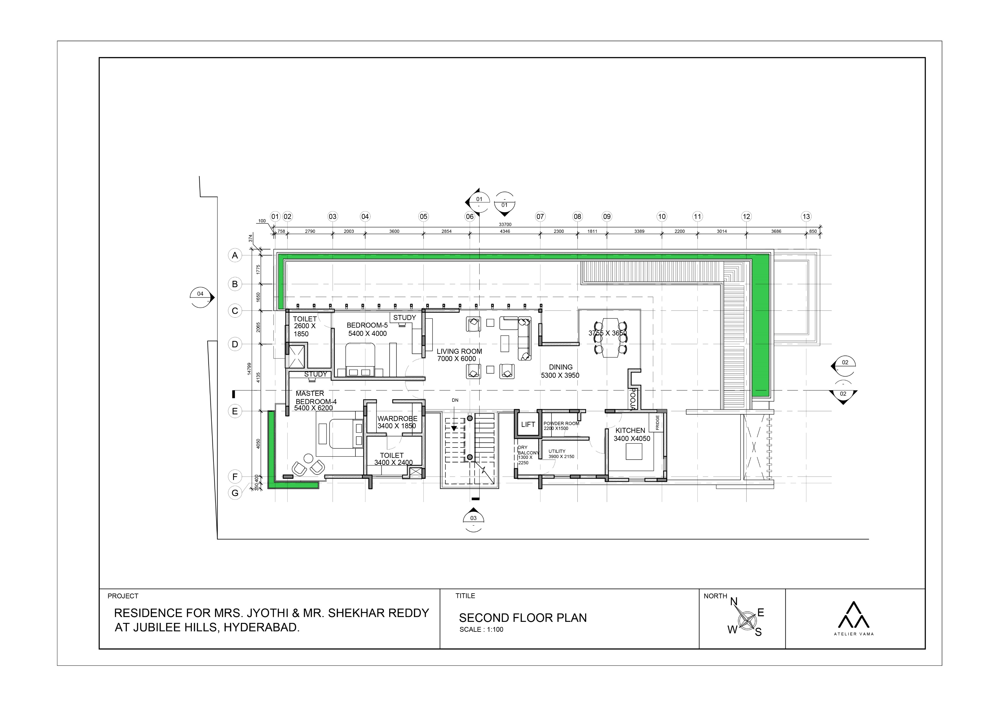 01
-
-
01
01 02 03 04 05 06 07 08 09 10 11 12 13
100
33700
758 2790 2003 3600 2854 4346 2300 1811 3389 2200 3014 3686 850
374
A
1775
B
04
-
1650
C
TOILET
2600 X
1850
BEDROOM-5
5400 X 4000
STUDY
2065
3755 X 3650
D
LIVING ROOM
7000 X 6000
14799
4135
DINING
5300 X 3950
02
-
STUDY
-
02
MASTER
BEDROOM-4
5400 X 6200
DN
POOJA
E
WARDROBE
3400 X 1850
LIFT
POWDER ROOM
2200 X1500
KITCHEN
3400 X4050
FRIDGE
4050
TOILET
3400 X 2400
DRY
BALCONY
1300 X
2250
UTILITY
3900 X 2150
F
400
350
G
03
-
PROJECT
RESIDENCE FOR MRS. JYOTHI & MR. SHEKHAR REDDY
AT JUBILEE HILLS, HYDERABAD.
TITILE
SECOND FLOOR PLAN
SCALE : 1:100
NORTH
N
E
W
S
ATELIER VAMA